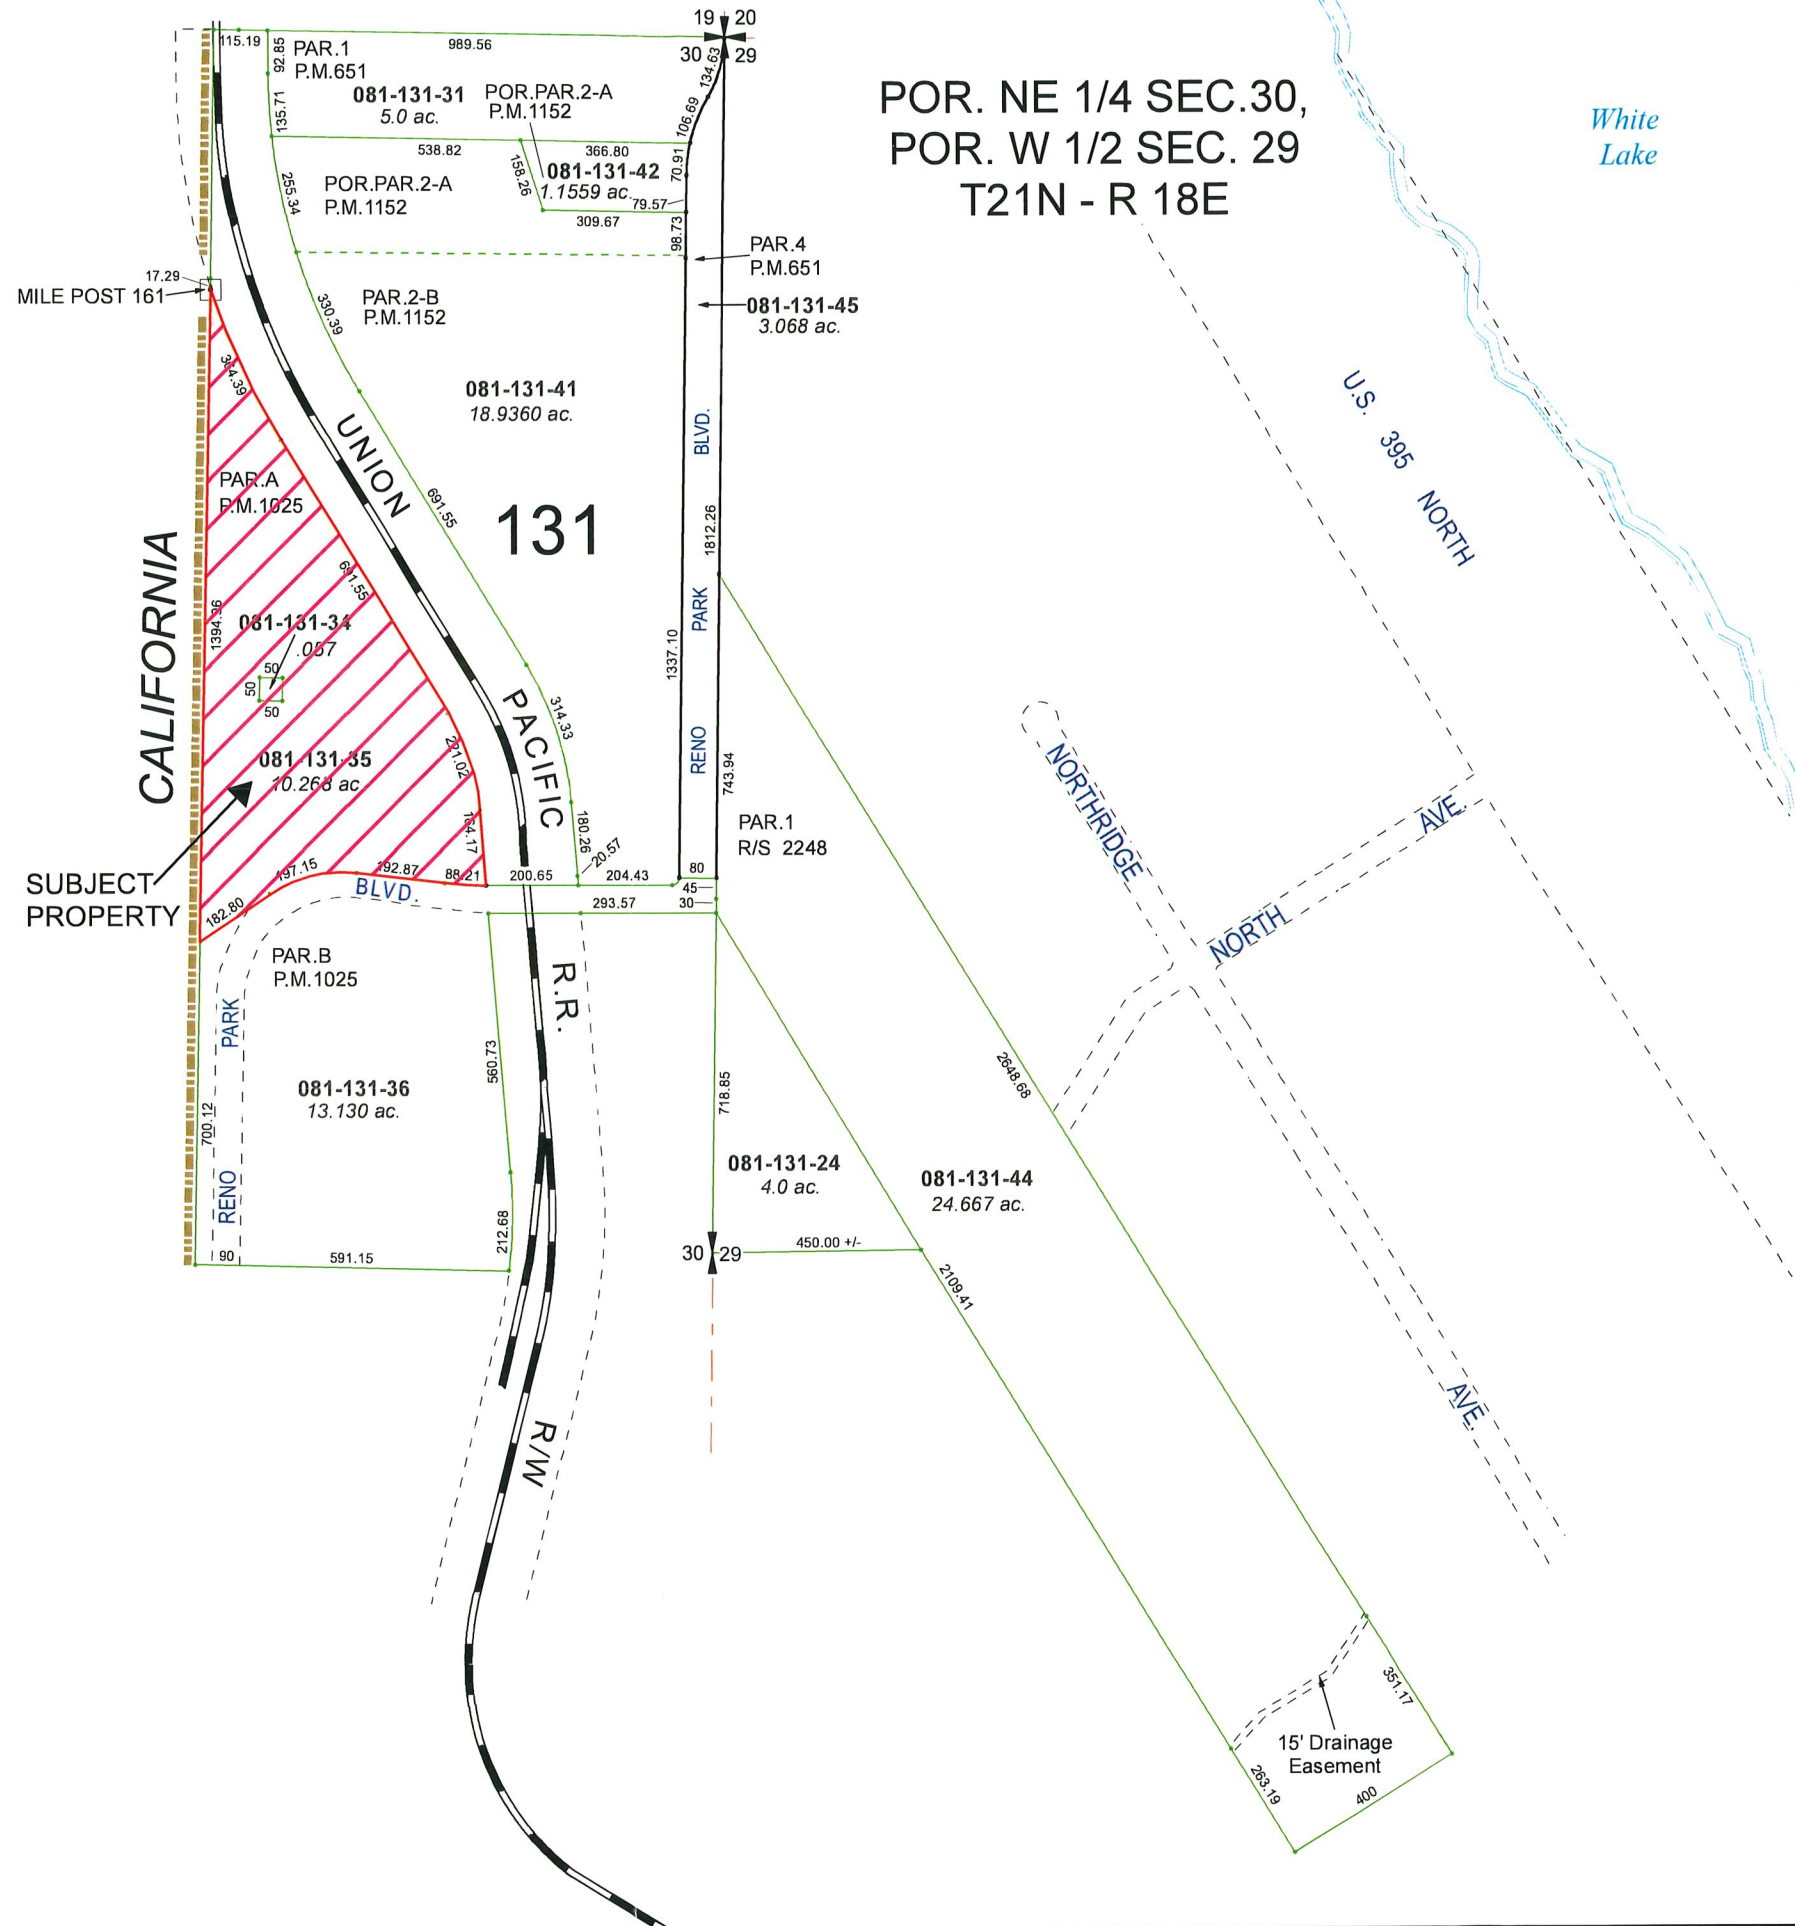 19 20
30 29
115.19
92.85
989.56
134.63
PAR.1
P.M.651
081-131-31
5.0 ac.
POR.PAR.2-A
P.M.1152
135.71
106.69
538.82
366.80
158.26
70.91
081-131-42
1.1559 ac.
79.57
309.67
98.73
255.34
POR.PAR.2-A
P.M.1152
POR. NE 1/4 SEC.30,
POR. W 1/2 SEC. 29
T21N - R 18E
White
Lake
PAR.4
P.M.651
081-131-45
3.068 ac.
17.29
MILE POST 161
330.39
PAR.2-B
P.M.1152
364.39
081-131-41
18.9360 ac.
U.S. 395 NORTH
UNION
PACIFIC
R.R.
R/W
PAR.A
P.M.1025
691.55
131
BLVD.
1812.26
CALIFORNIA
1394.96
691.55
081-131-34
.057
50
50
50
PARK
1337.10
RENO
743.94
314.33
081-131-35
10.268 ac.
231.02
164.17
180.26
20.57
PAR.1
R/S 2248
SUBJECT
PROPERTY
182.80
197.15
192.87
88.21
200.65
204.43
80
45
30
BLVD.
293.57
NORTHRIDGE
AVE.
NORTH
AVE.
PAR.B
P.M.1025
PARK
560.73
081-131-36
13.130 ac.
700.12
RENO
212.68
90
591.15
718.85
2648.68
081-131-24
4.0 ac.
081-131-44
24.667 ac.
30 29
450.00 +/-
2109.41
351.17
15' Drainage
Easement
263.19
400